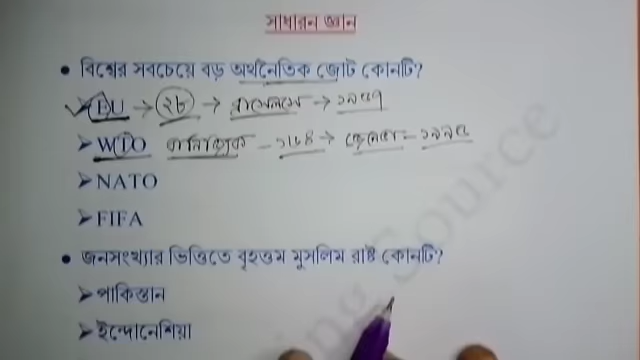 সাধারন জ্ঞান
• বিশ্বের সবচেয়ে বড় অর্থনৈতিক জোট কোনটি?
➤ EU → ২৮ → ব্রাসেলসে → ১৯৫৭
➤ WTO বানিজ্যিক - ১৬৪ → জেনেভা - ১৯৯৫
➤ NATO
➤ FIFA
• জনসংখ্যার ভিত্তিতে বৃহত্তম মুসলিম রাষ্ট কোনটি?
➤ পাকিস্তান
➤ ইন্দোনেশিয়া